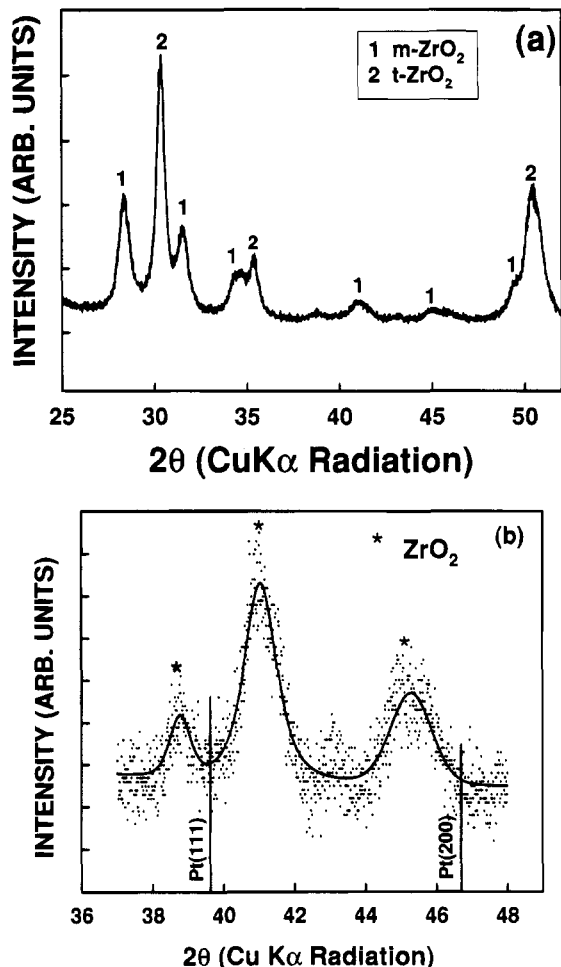 (a)
1 m-ZrO2
2 t-ZrO2
INTENSITY (ARB. UNITS)
1
2
1
1
2
1
1
1
2
25 30 35 40 45 50
2θ (CuKα Radiation)
(b)
* ZrO2
*
*
*
INTENSITY (ARB. UNITS)
Pt(111)
Pt(200)
36 38 40 42 44 46 48
2θ (Cu Kα Radiation)